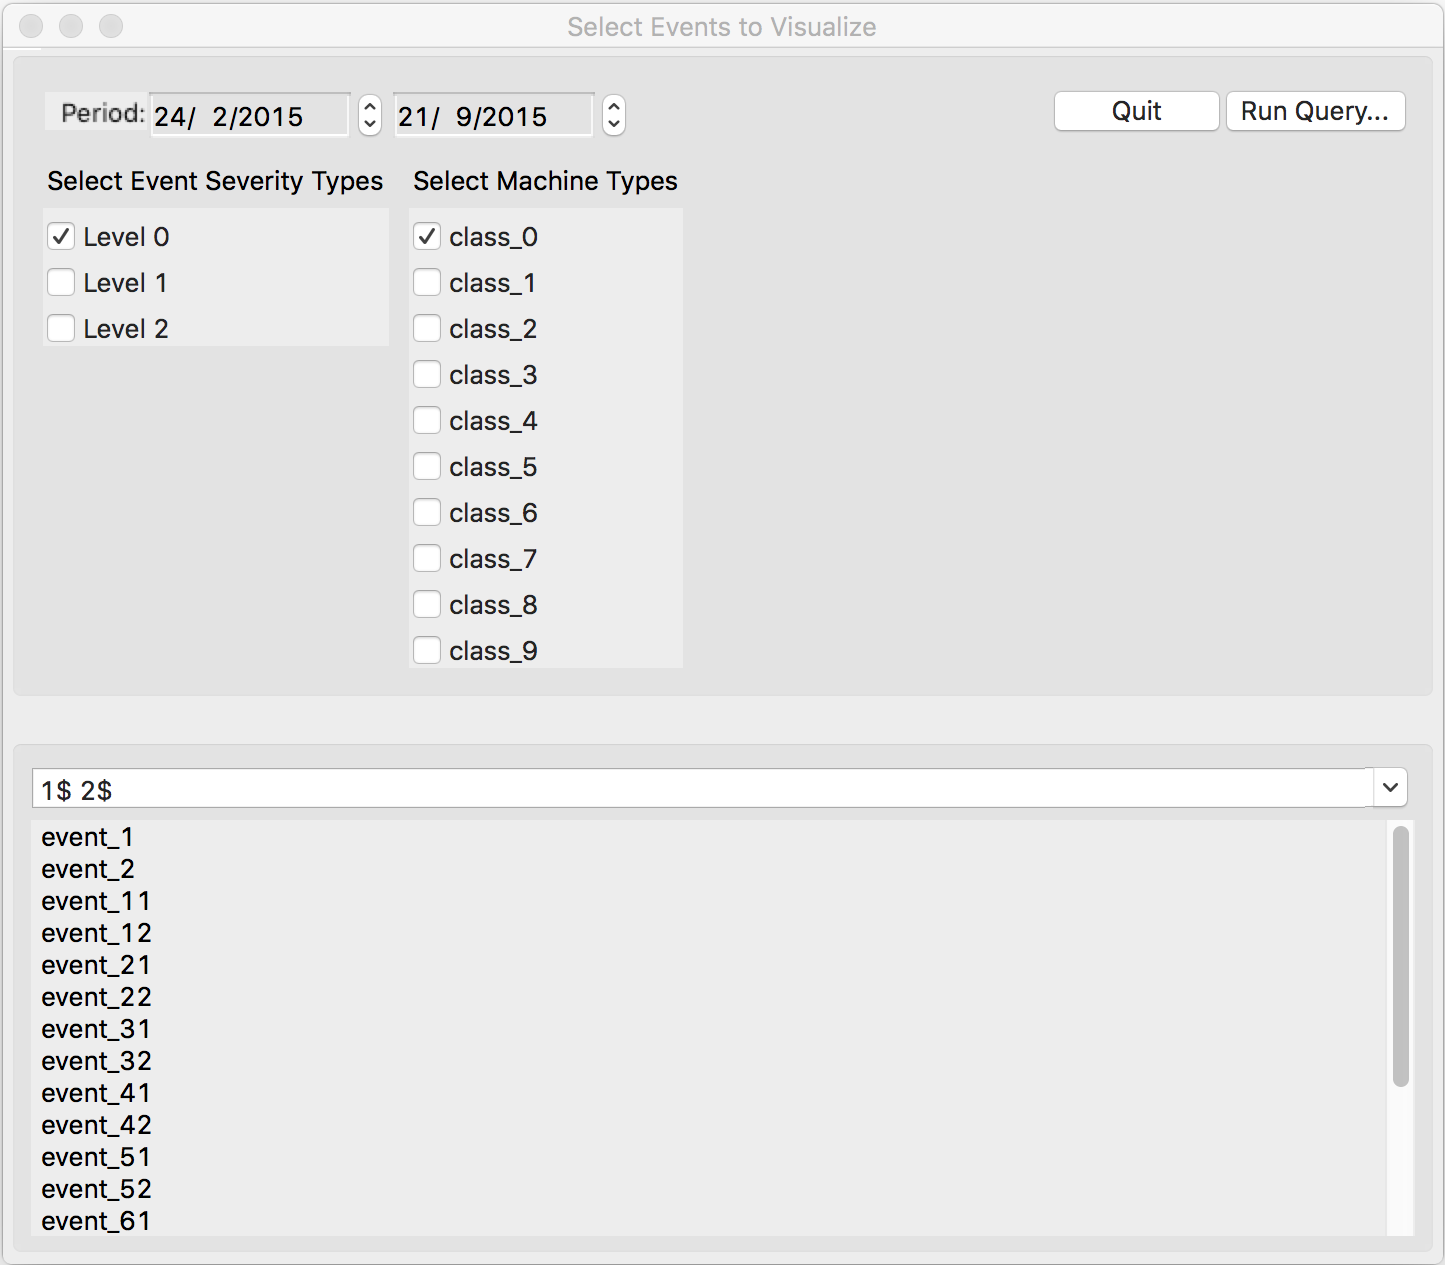 Select Events to Visualize
Period: 24/ 2/2015 21/ 9/2015 Quit Run Query...
Select Event Severity Types Select Machine Types
Level 0 class_0
Level 1 class_1
Level 2 class_2
class_3
class_4
class_5
class_6
class_7
class_8
class_9
1$ 2$
event_1
event_2
event_11
event_12
event_21
event_22
event_31
event_32
event_41
event_42
event_51
event_52
event_61